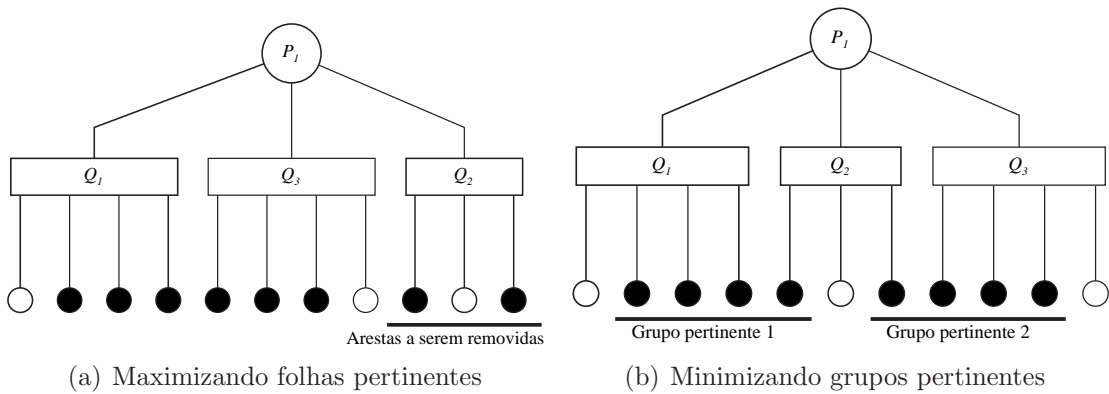 P1
Q1
Q3
Q2
Arestas a serem removidas
(a) Maximizando folhas pertinentes
P1
Q1
Q2
Q3
Grupo pertinente 1
Grupo pertinente 2
(b) Minimizando grupos pertinentes